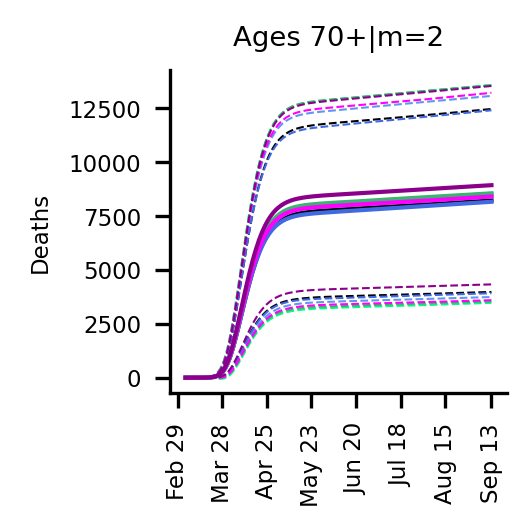 Ages 70+|m=2
Deaths
12500
10000
7500
5000
2500
0
Feb 29
Mar 28
Apr 25
May 23
Jun 20
Jul 18
Aug 15
Sep 13